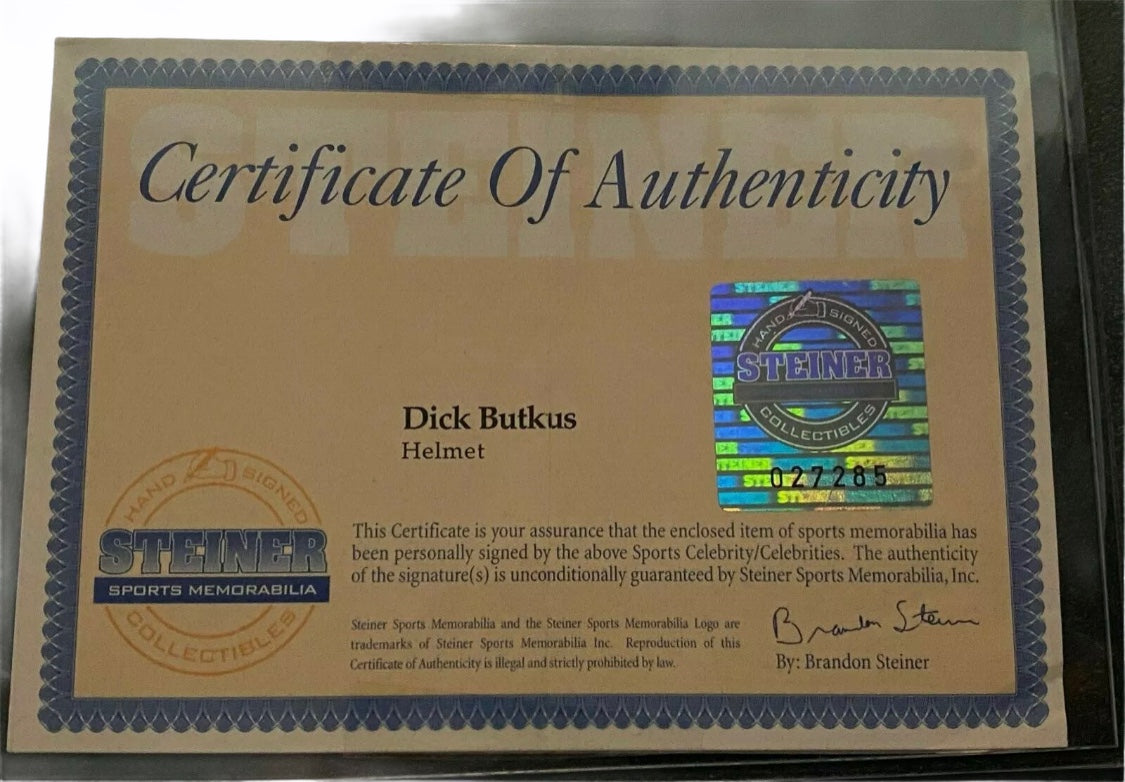 STEINER
Certificate Of Authenticity
STEINER
HAND SIGNED
STEINER
COLLECTIBLES
027285
Dick Butkus
Helmet
HAND SIGNED
STEINER
SPORTS MEMORABILIA
COLLECTIBLES
This Certificate is your assurance that the enclosed item of sports memorabilia has
been personally signed by the above Sports Celebrity/Celebrities. The authenticity
of the signature(s) is unconditionally guaranteed by Steiner Sports Memorabilia, Inc.
Steiner Sports Memorabilia and the Steiner Sports Memorabilia Logo are
trademarks of Steiner Sports Memorabilia Inc. Reproduction of this
Certificate of Authenticity is illegal and strictly prohibited by law.
Brandon Steiner
By: Brandon Steiner